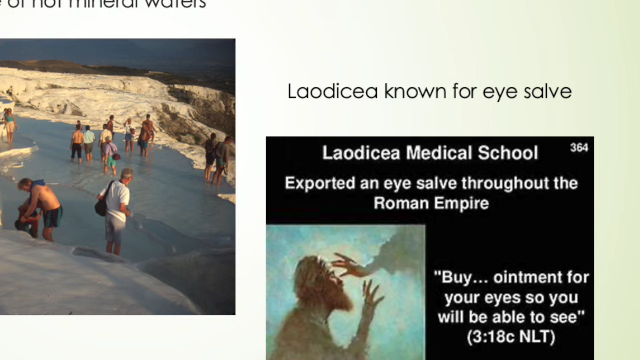 of hot mineral waters
Laodicea known for eye salve
Laodicea Medical School
364
Exported an eye salve throughout the
Roman Empire
"Buy... ointment for
your eyes so you
will be able to see"
(3:18c NLT)